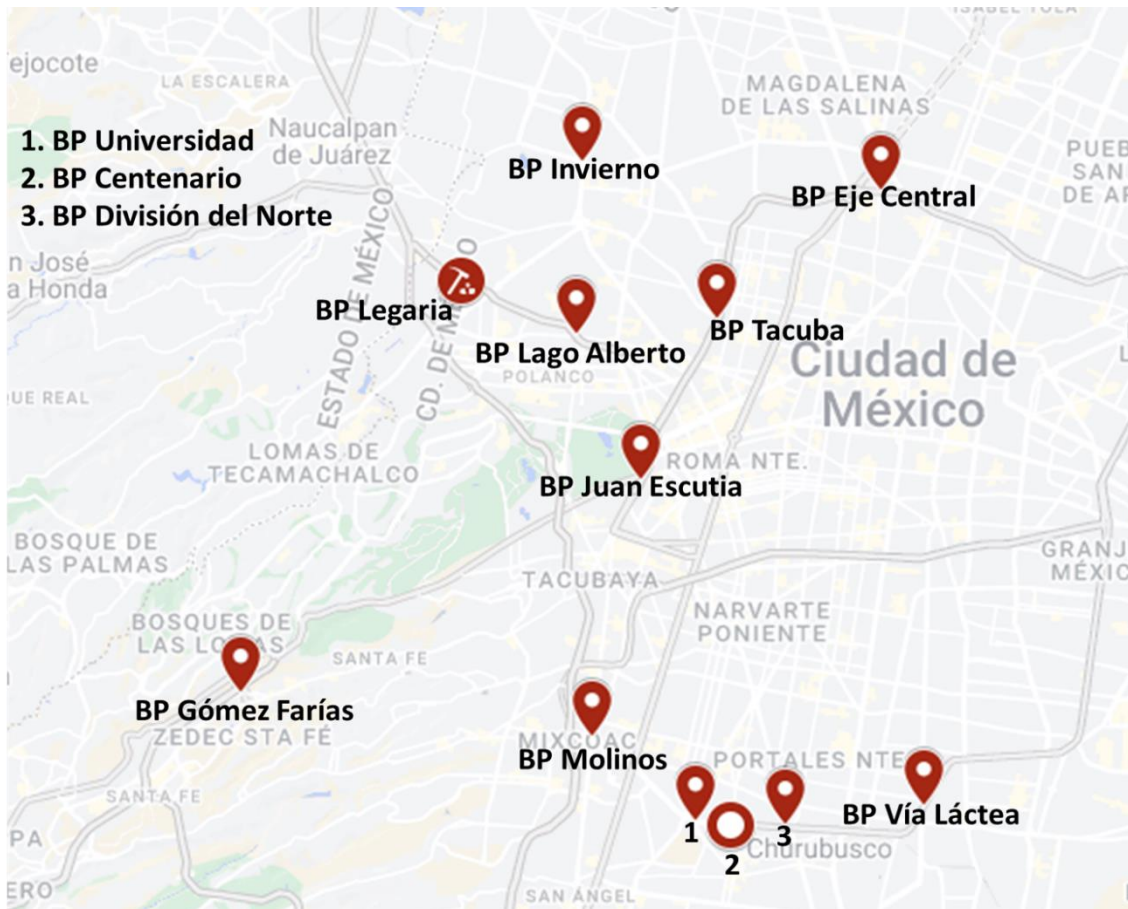 ISABEL TOLA
ejocote
LA ESCALERA
MAGDALENA
DE LAS SALINAS
1. BP Universidad
2. BP Centenario
3. BP División del Norte
Naucalpan
de Juárez
BP Invierno
BP Eje Central
PUEB
SAN
DE AR
n José
a Honda
ESTADO DE MÉXICO
CD. DE MÉXICO
BP Legaria
BP Lago Alberto
POLANCO
BP Tacuba
Ciudad de
México
QUE REAL
LOMAS DE
TECAMACHALCO
ROMA NTE.
BP Juan Escutia
BOSQUE DE
LAS PALMAS
GRANJ
MÉXIC
TACUBAYA
BOSQUES DE
LAS LOMAS
SANTA FE
NARVARTE
PONIENTE
BP Gómez Farías
ZEDEC STA FÉ
MIXCOAC
BP Molinos
PORTALES NTE
SANTA FE
BP Vía Láctea
1
2
3
Churubusco
PA
ERO
SAN ÁNGEL